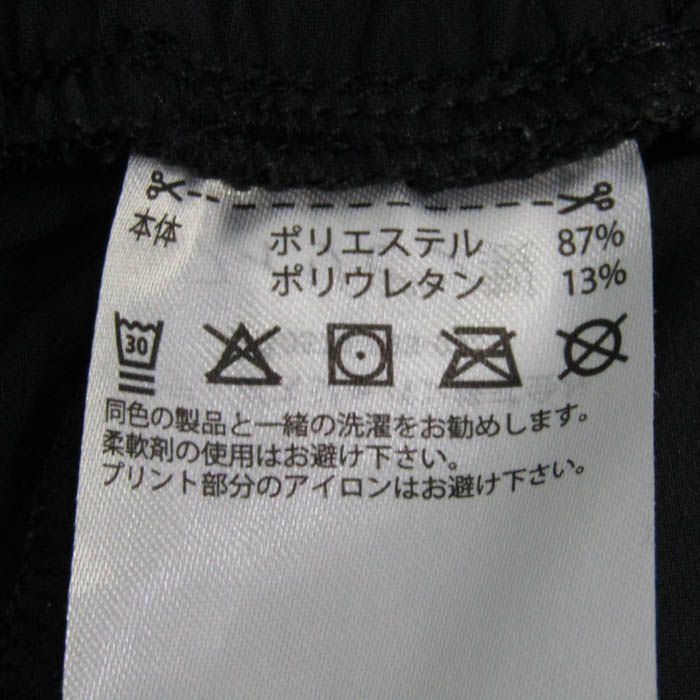 本体 ポリエステル 87%
ポリウレタン 13%
30
同色の製品と一緒の洗濯をお勧めします。
柔軟剤の使用はお避け下さい。
プリント部分のアイロンはお避け下さい。